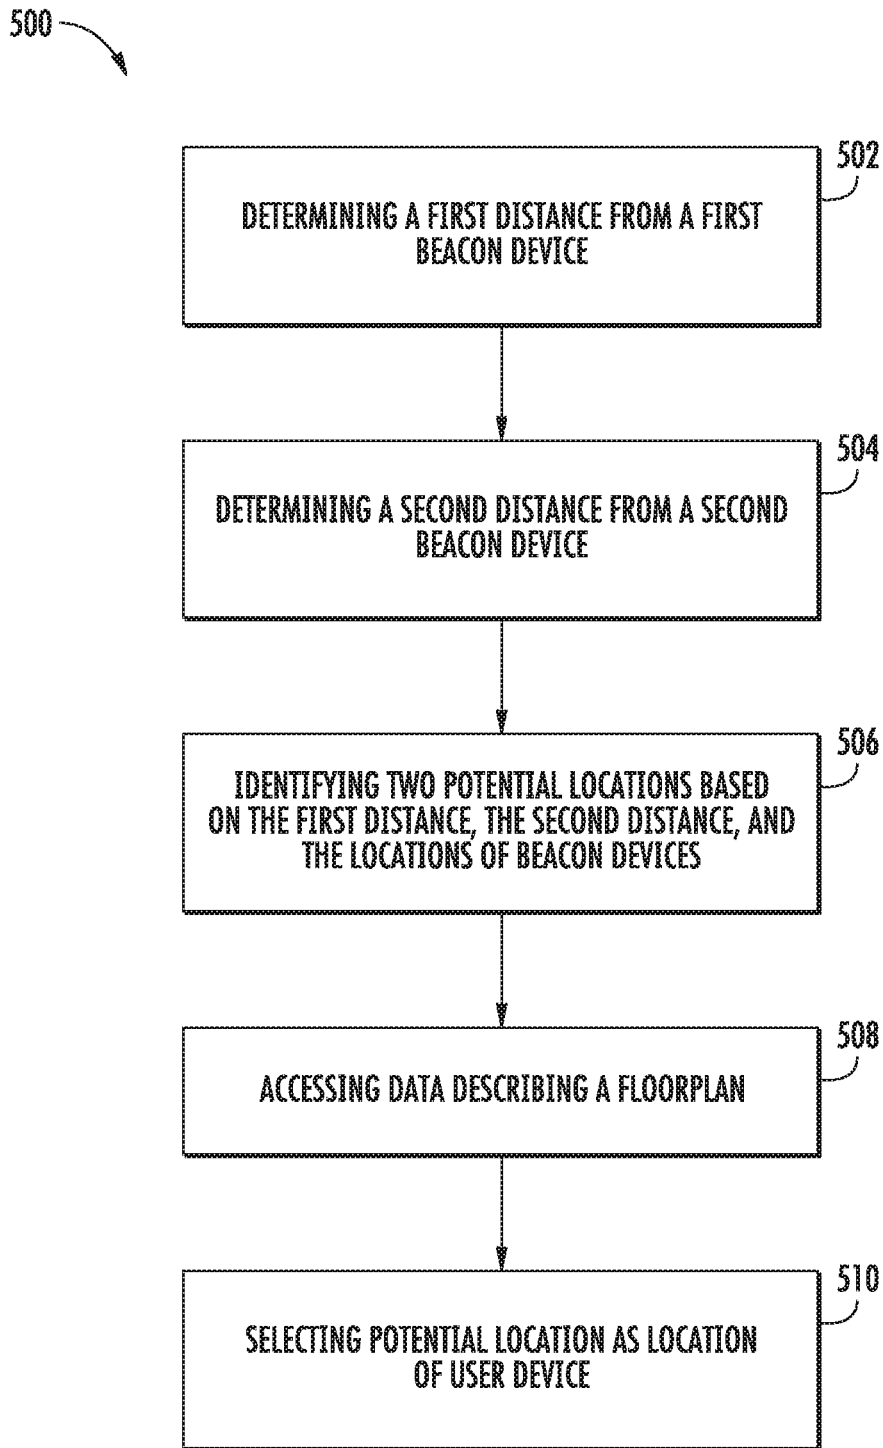 500
502
DETERMINING A FIRST DISTANCE FROM A FIRST
BEACON DEVICE
504
DETERMINING A SECOND DISTANCE FROM A SECOND
BEACON DEVICE
506
IDENTIFYING TWO POTENTIAL LOCATIONS BASED
ON THE FIRST DISTANCE, THE SECOND DISTANCE, AND
THE LOCATIONS OF BEACON DEVICES
508
ACCESSING DATA DESCRIBING A FLOORPLAN
510
SELECTING POTENTIAL LOCATION AS LOCATION
OF USER DEVICE